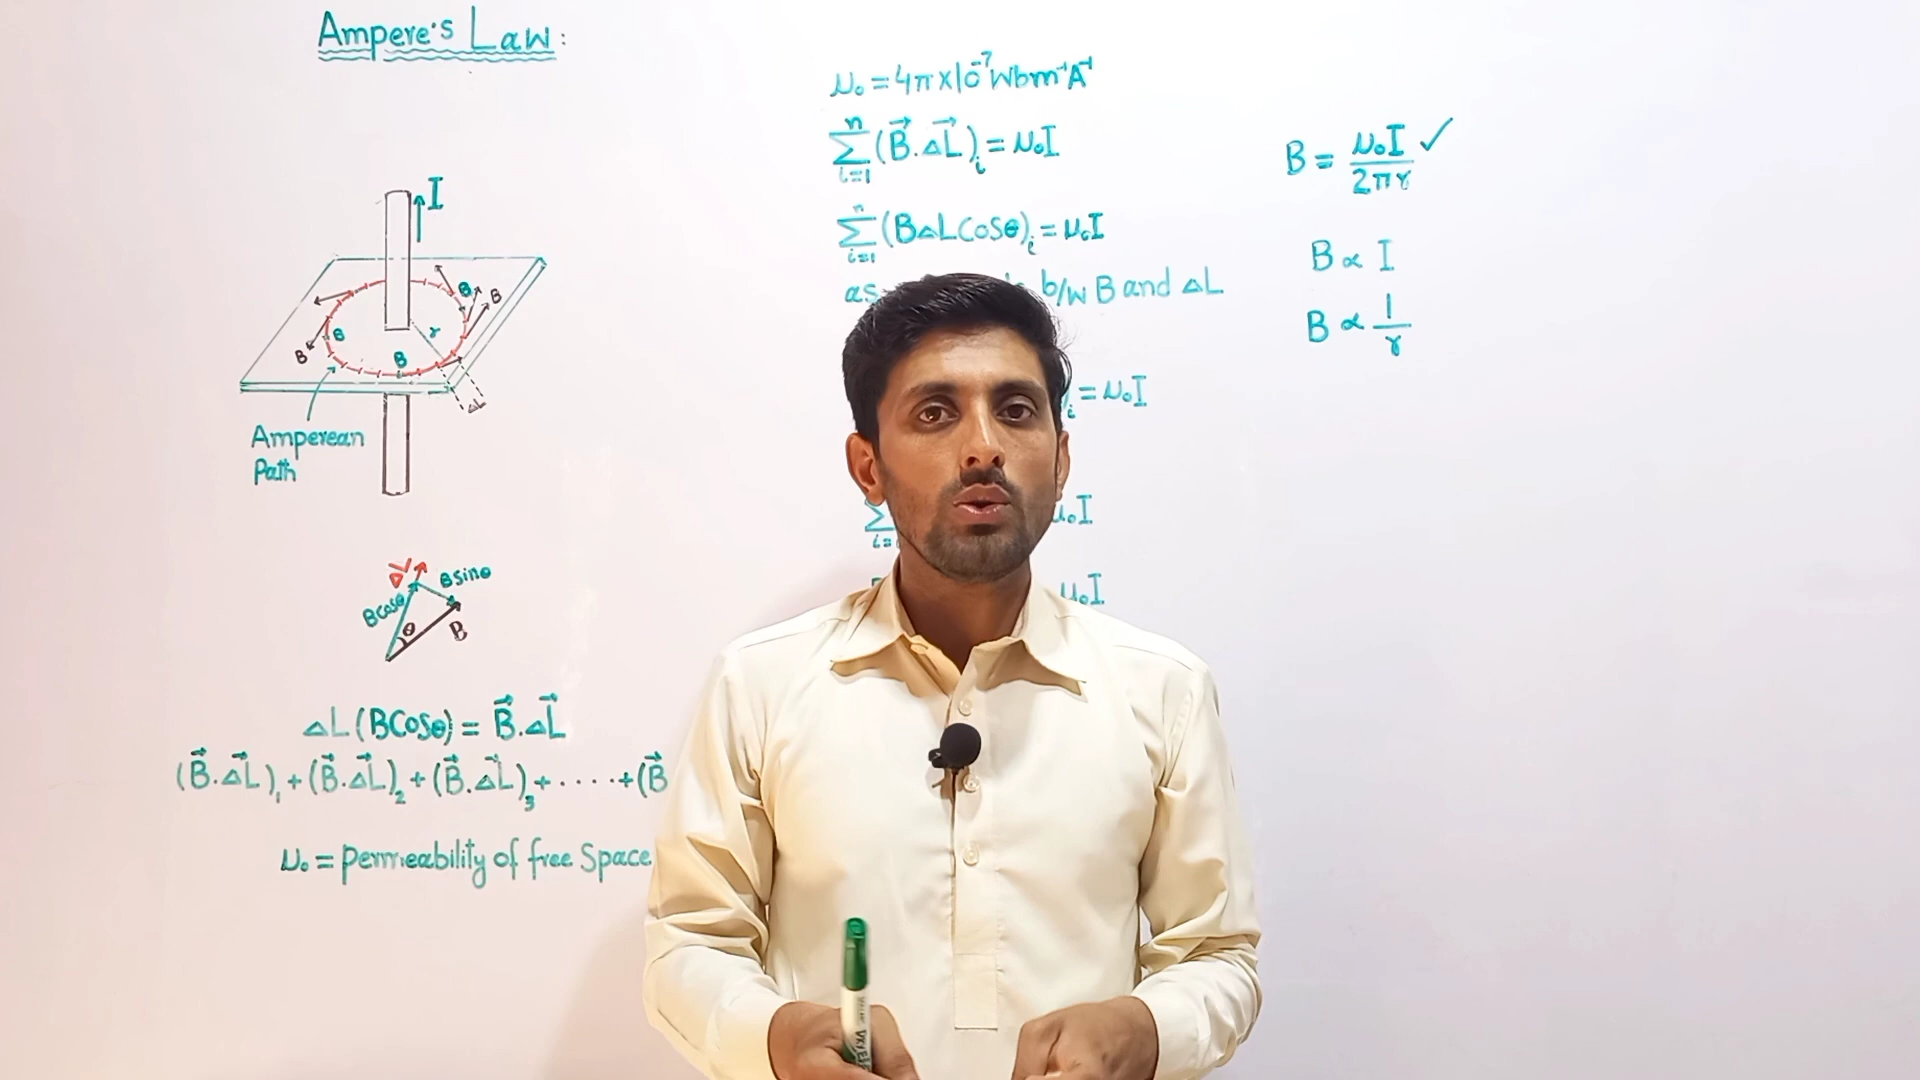 Ampere's Law:
I
B
B
B
B
B
r
ΔL
Amperean
Path
Bcosθ
Bsinθ
θ
B
ΔL(BCosθ) = B⃗.ΔL⃗
(B⃗.ΔL⃗)₁ + (B⃗.ΔL⃗)₂ + (B⃗.ΔL⃗)₃ + ..... + (B⃗
μ₀ = permeability of free Space
μ₀ = 4π×10⁻⁷ Wbm⁻¹A⁻¹
∑ⁿᵢ₌₁ (B⃗.ΔL⃗)ᵢ = μ₀I
∑ⁿᵢ₌₁ (BΔLCosθ)ᵢ = μ₀I
as b/w B and ΔL
)ᵢ = μ₀I
∑ᵢ₌ μ₀I
μ₀I
B = μ₀I / 2πr ✓
B ∝ I
B ∝ 1/r